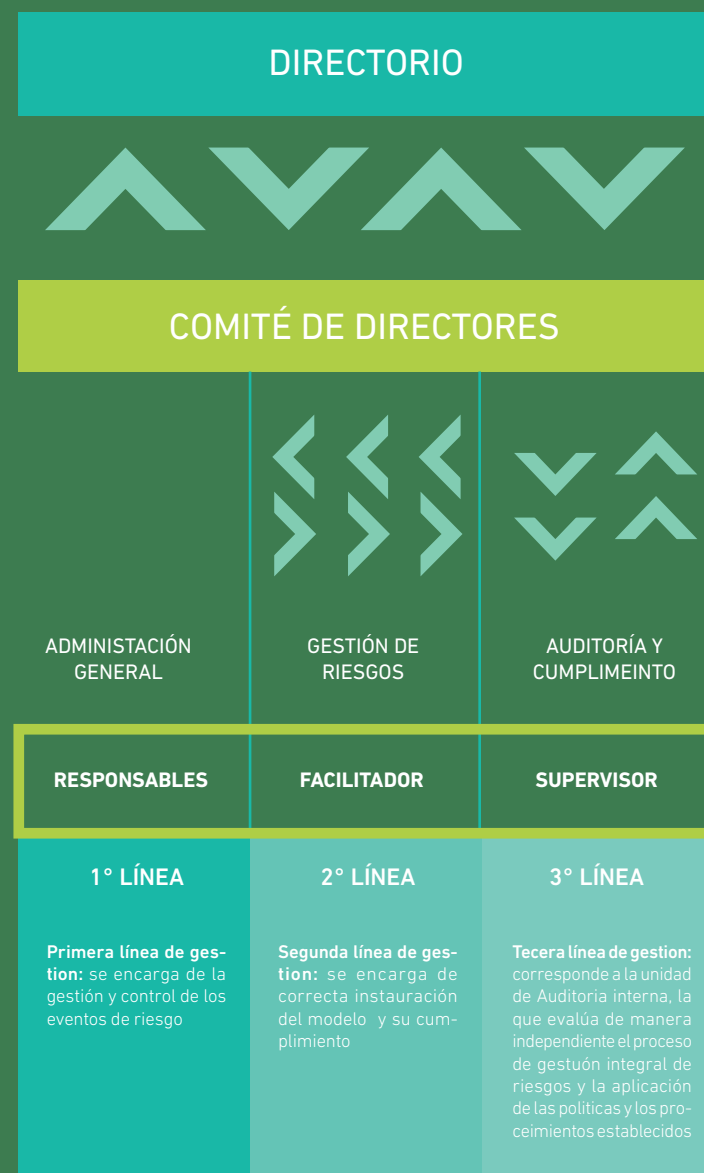 DIRECTORIO
COMITÉ DE DIRECTORES
ADMINISTACIÓN
GENERAL
GESTIÓN DE
RIESGOS
AUDITORÍA Y
CUMPLIMEINTO
RESPONSABLES
FACILITADOR
SUPERVISOR
1° LÍNEA
Primera línea de ges-
tion: se encarga de la
gestión y control de los
eventos de riesgo
2° LÍNEA
Segunda línea de ges-
tion: se encarga de
correcta instauración
del modelo y su cum-
plimiento
3° LÍNEA
Tecera línea de gestion:
corresponde a la unidad
de Auditoria interna, la
que evalúa de manera
independiente el proceso
de gestuón integral de
riesgos y la aplicación
de las politicas y los pro-
ceimientos establecidos